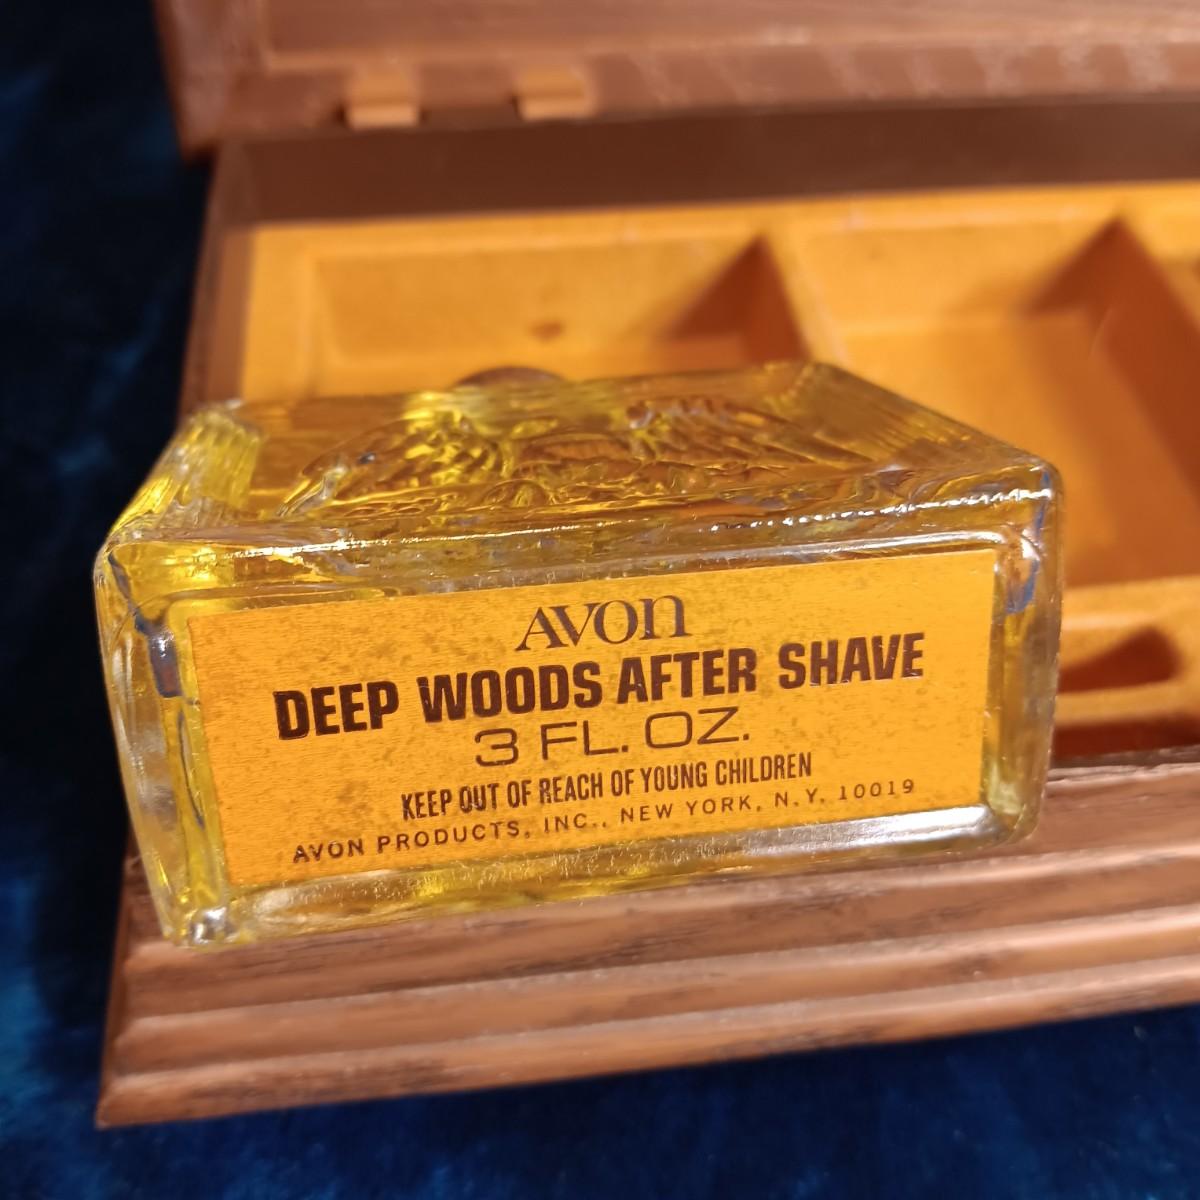 AVON
DEEP WOODS AFTER SHAVE
3 FL. OZ.
KEEP OUT OF REACH OF YOUNG CHILDREN
AVON PRODUCTS, INC., NEW YORK, N.Y. 10019